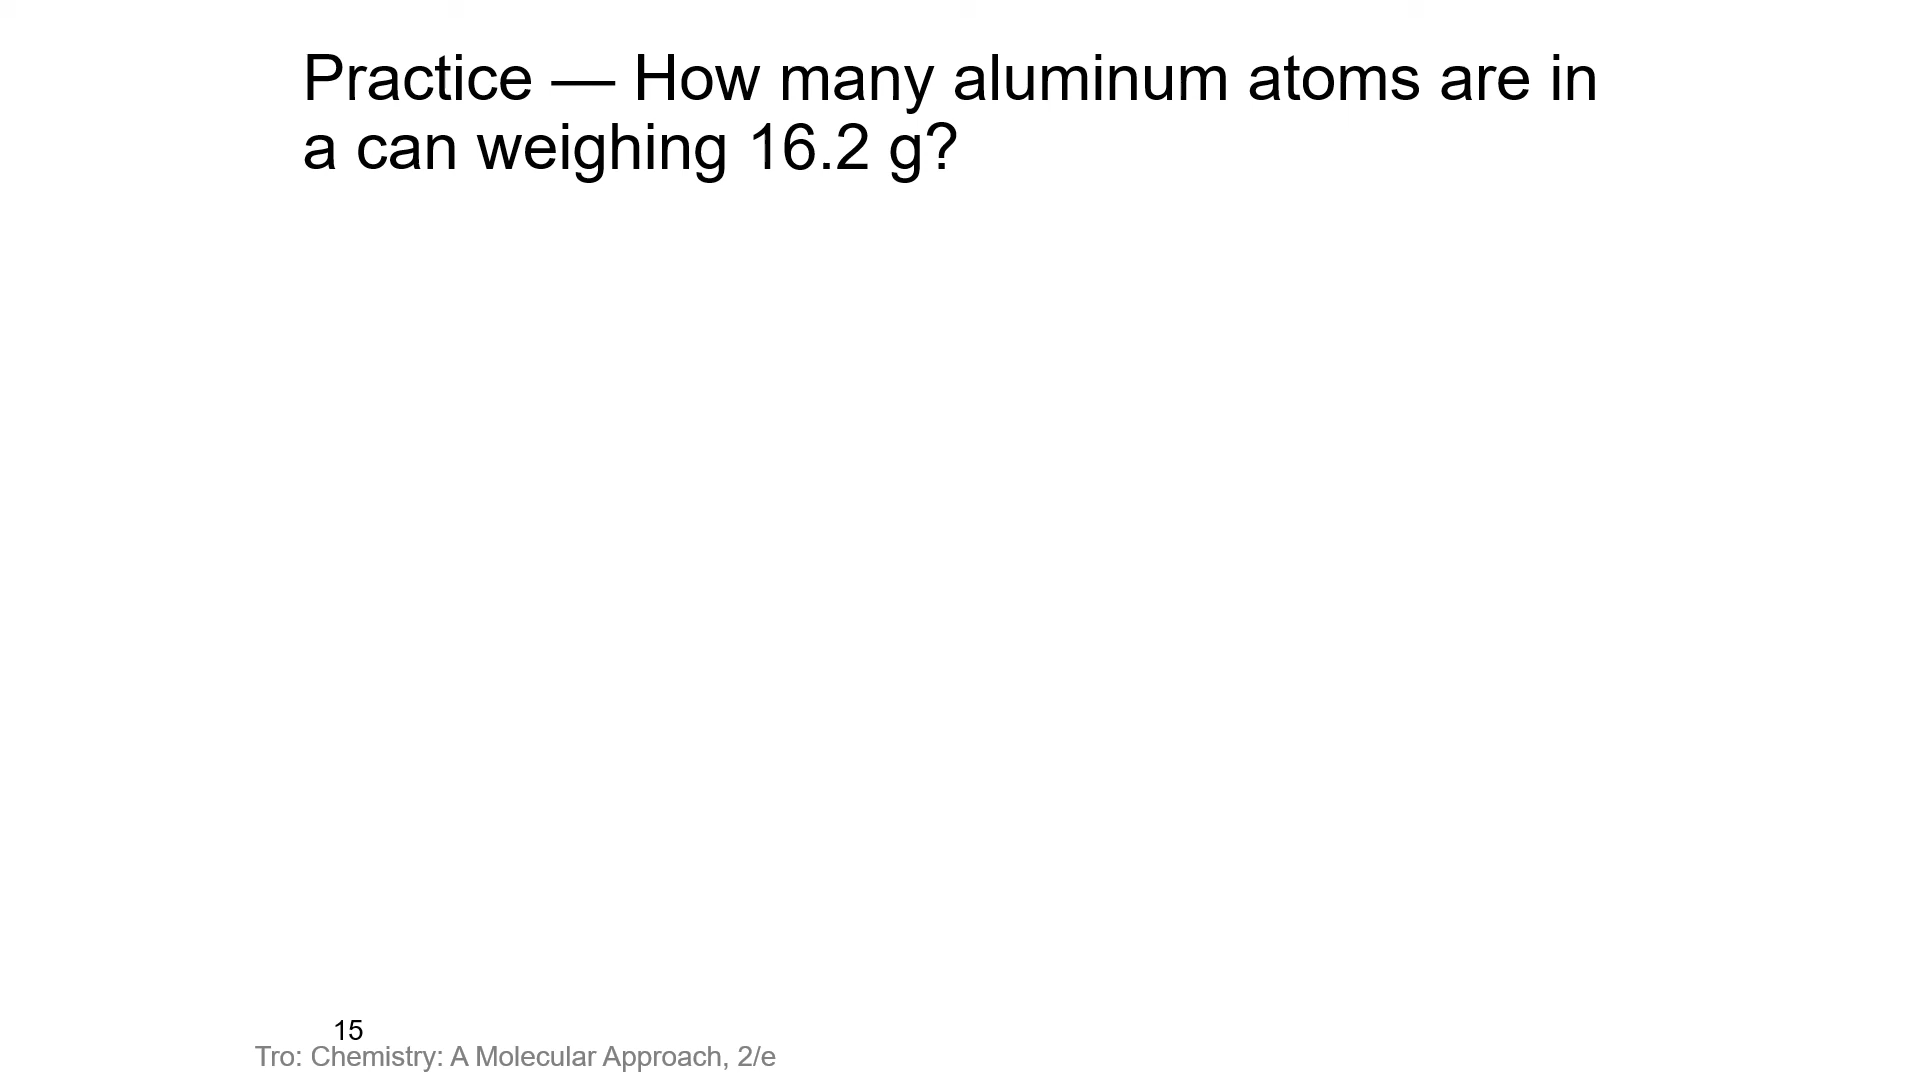 Practice — How many aluminum atoms are in
a can weighing 16.2 g?
15
Tro: Chemistry: A Molecular Approach, 2/e